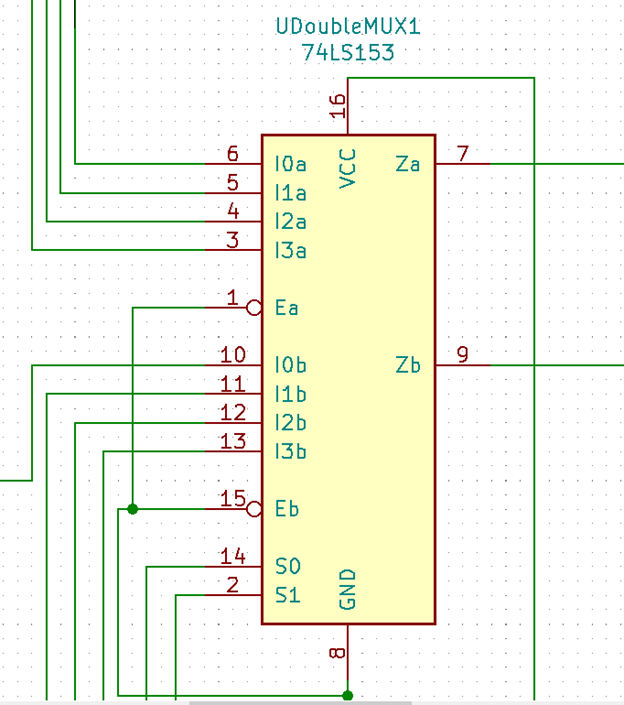 UDoubleMUX1
74LS153
16
VCC
6 I0a
Za 7
5 I1a
4 I2a
3 I3a
1 Ea
10 I0b
Zb 9
11 I1b
12 I2b
13 I3b
15 Eb
14 S0
2 S1
GND
8